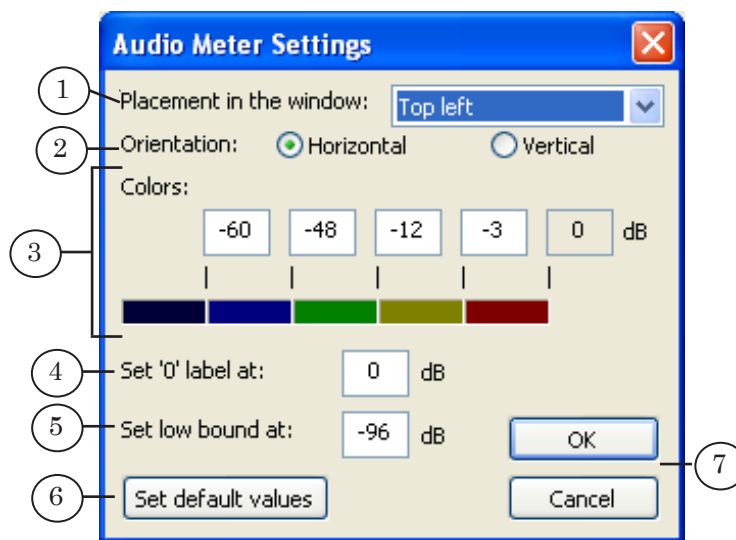 Audio Meter Settings
1
Placement in the window: Top left
2
Orientation: Horizontal Vertical
3
Colors:
-60 -48 -12 -3 0 dB
4
Set '0' label at: 0 dB
5
Set low bound at: -96 dB
OK
7
6
Set default values Cancel